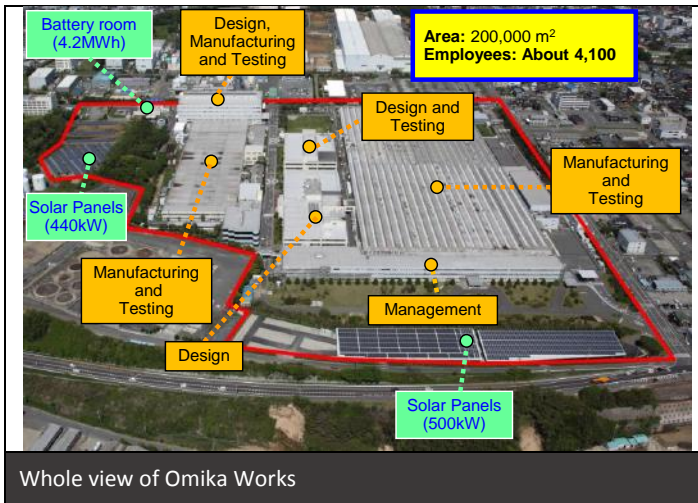 Battery room
(4.2MWh)
Design,
Manufacturing
and Testing
Area: 200,000 m²
Employees: About 4,100
Design and
Testing
Manufacturing
and
Testing
Solar Panels
(440kW)
Manufacturing
and
Testing
Management
Design
Solar Panels
(500kW)
Whole view of Omika Works